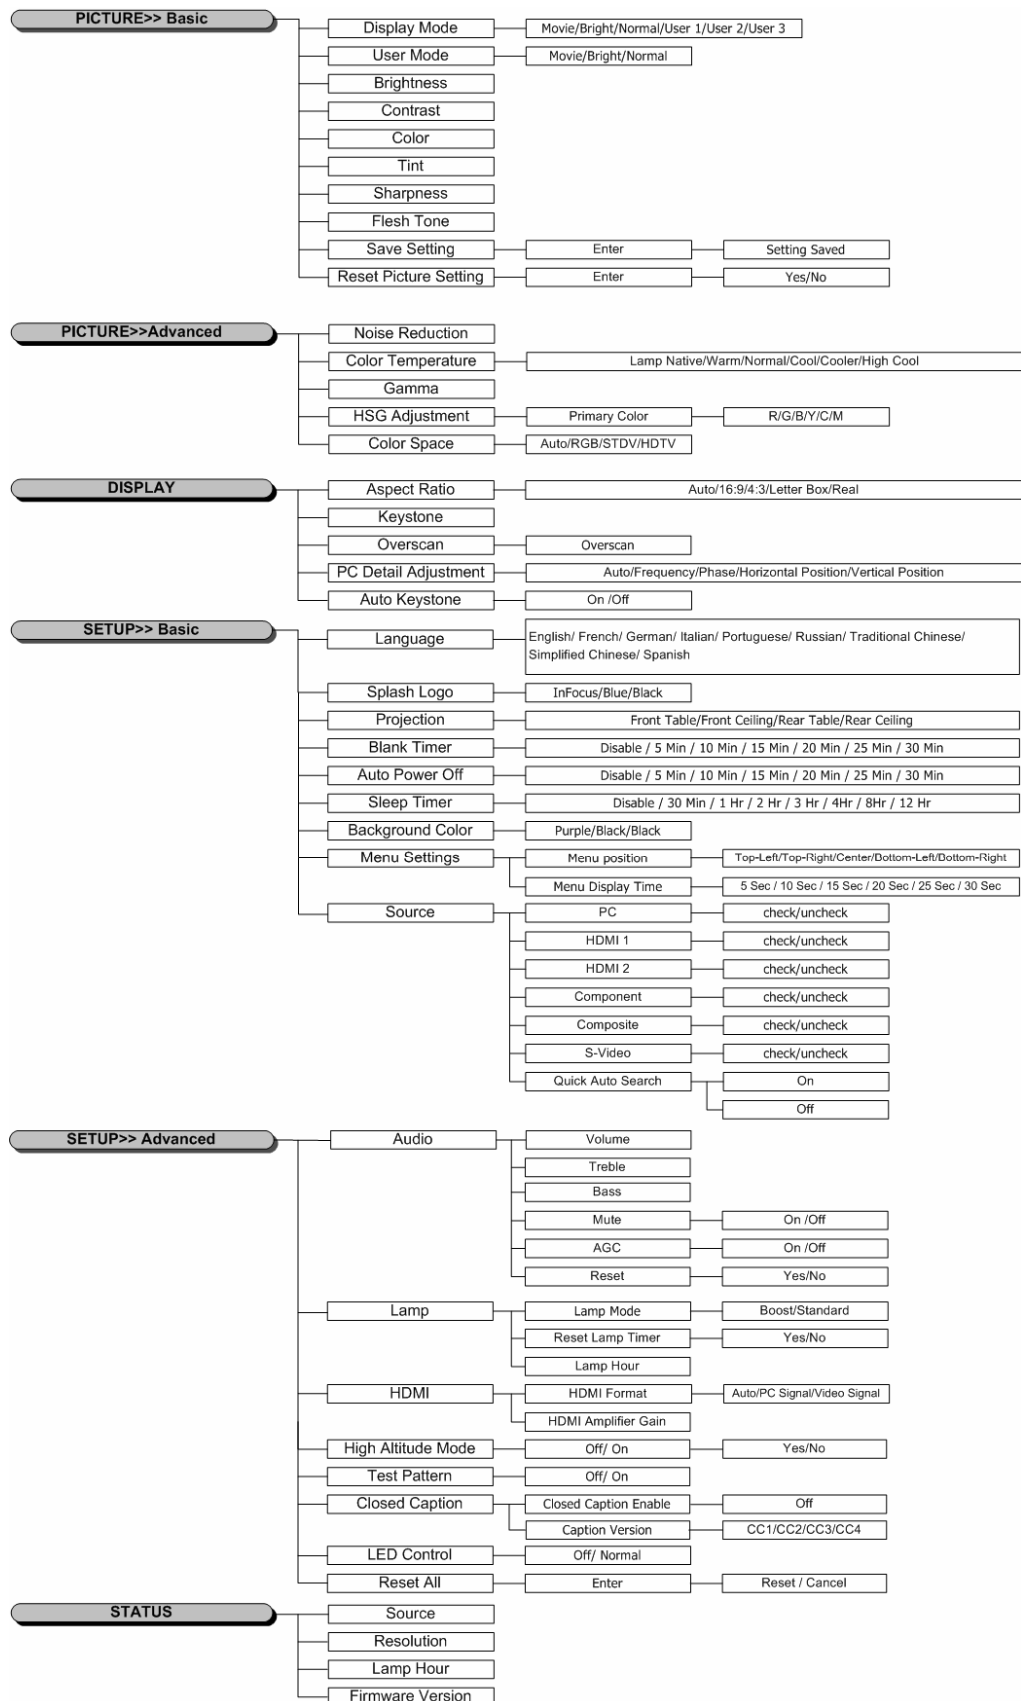 PICTURE>> Basic
Display Mode
Movie/Bright/Normal/User 1/User 2/User 3
User Mode
Movie/Bright/Normal
Brightness
Contrast
Color
Tint
Sharpness
Flesh Tone
Save Setting
Enter
Setting Saved
Reset Picture Setting
Enter
Yes/No
PICTURE>>Advanced
Noise Reduction
Color Temperature
Lamp Native/Warm/Normal/Cool/Cooler/High Cool
Gamma
HSG Adjustment
Primary Color
R/G/B/Y/C/M
Color Space
Auto/RGB/STDV/HDTV
DISPLAY
Aspect Ratio
Auto/16:9/4:3/Letter Box/Real
Keystone
Overscan
Overscan
PC Detail Adjustment
Auto/Frequency/Phase/Horizontal Position/Vertical Position
Auto Keystone
On /Off
SETUP>> Basic
Language
English/ French/ German/ Italian/ Portuguese/ Russian/ Traditional Chinese/
Simplified Chinese/ Spanish
Splash Logo
InFocus/Blue/Black
Projection
Front Table/Front Ceiling/Rear Table/Rear Ceiling
Blank Timer
Disable / 5 Min / 10 Min / 15 Min / 20 Min / 25 Min / 30 Min
Auto Power Off
Disable / 5 Min / 10 Min / 15 Min / 20 Min / 25 Min / 30 Min
Sleep Timer
Disable / 30 Min / 1 Hr / 2 Hr / 3 Hr / 4Hr / 8Hr / 12 Hr
Background Color
Purple/Black/Black
Menu Settings
Menu position
Top-Left/Top-Right/Center/Bottom-Left/Bottom-Right
Menu Display Time
5 Sec / 10 Sec / 15 Sec / 20 Sec / 25 Sec / 30 Sec
Source
PC
check/uncheck
HDMI 1
check/uncheck
HDMI 2
check/uncheck
Component
check/uncheck
Composite
check/uncheck
S-Video
check/uncheck
Quick Auto Search
On
Off
SETUP>> Advanced
Audio
Volume
Treble
Bass
Mute
On /Off
AGC
On /Off
Reset
Yes/No
Lamp
Lamp Mode
Boost/Standard
Reset Lamp Timer
Yes/No
Lamp Hour
HDMI
HDMI Format
Auto/PC Signal/Video Signal
HDMI Amplifier Gain
High Altitude Mode
Off/ On
Yes/No
Test Pattern
Off/ On
Closed Caption
Closed Caption Enable
Off
Caption Version
CC1/CC2/CC3/CC4
LED Control
Off/ Normal
Reset All
Enter
Reset / Cancel
STATUS
Source
Resolution
Lamp Hour
Firmware Version